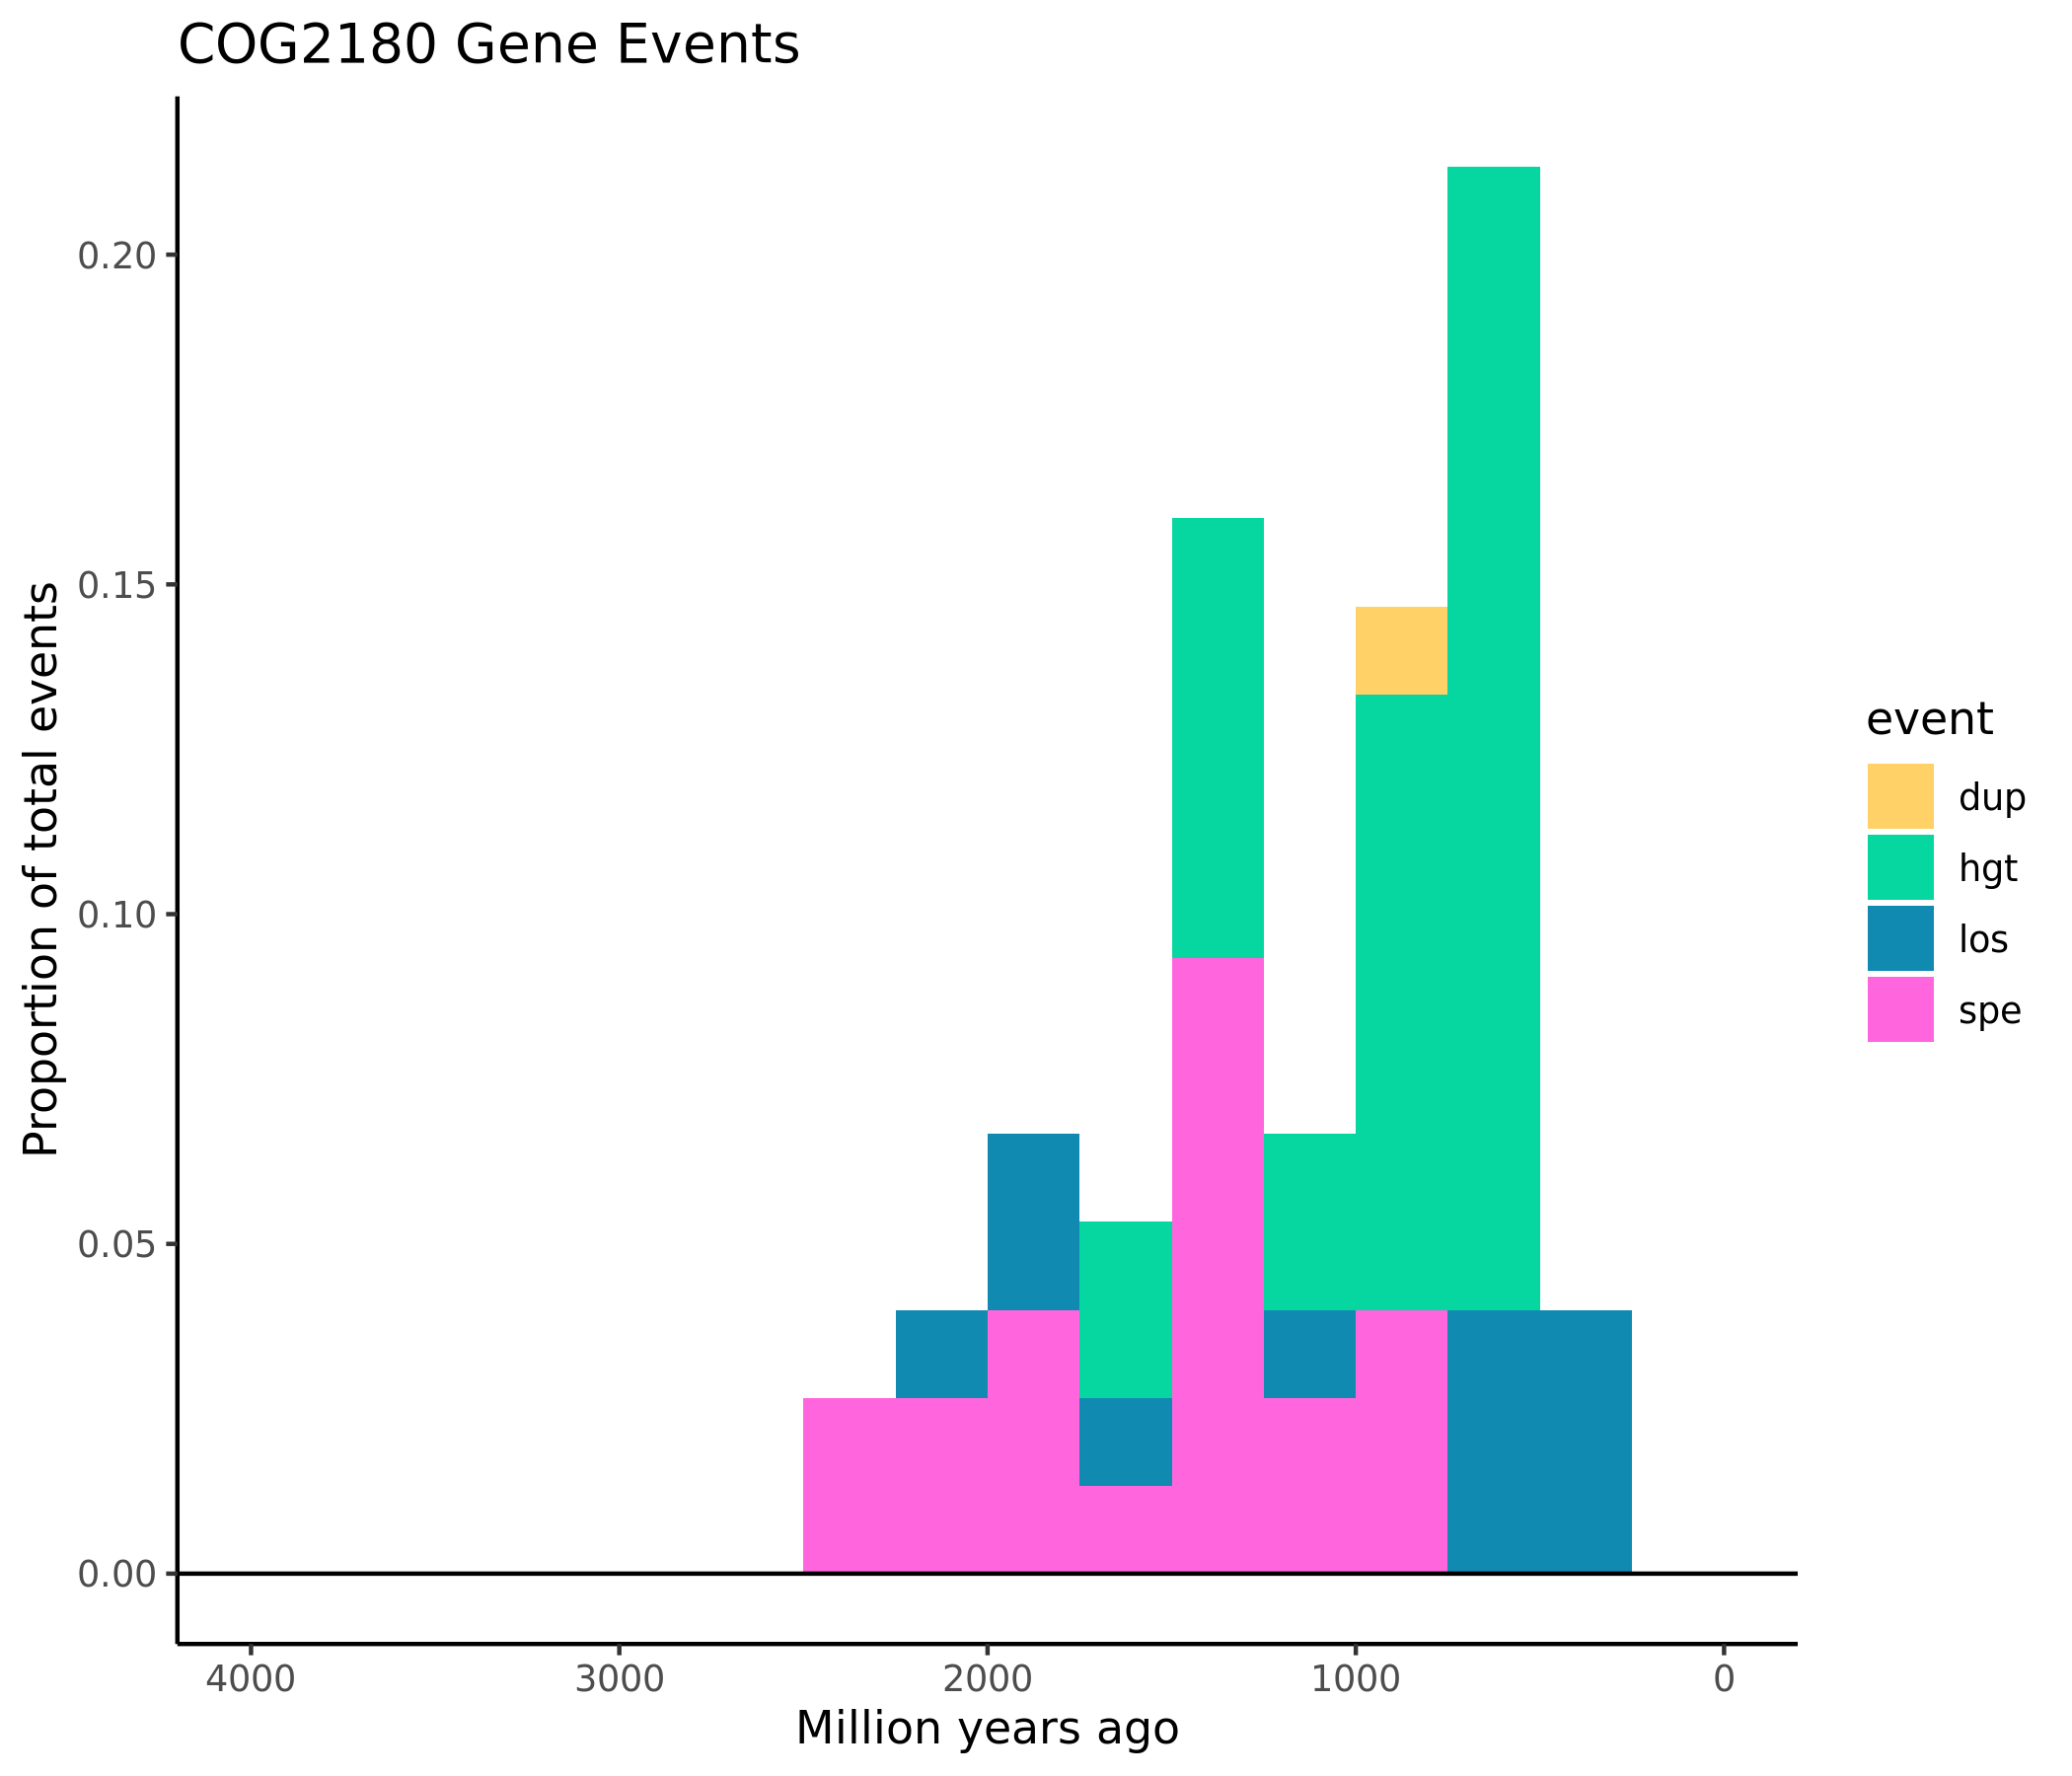 COG2180 Gene Events
Proportion of total events
0.20
0.15
0.10
0.05
0.00
4000 3000 2000 1000 0
Million years ago
event
dup
hgt
los
spe